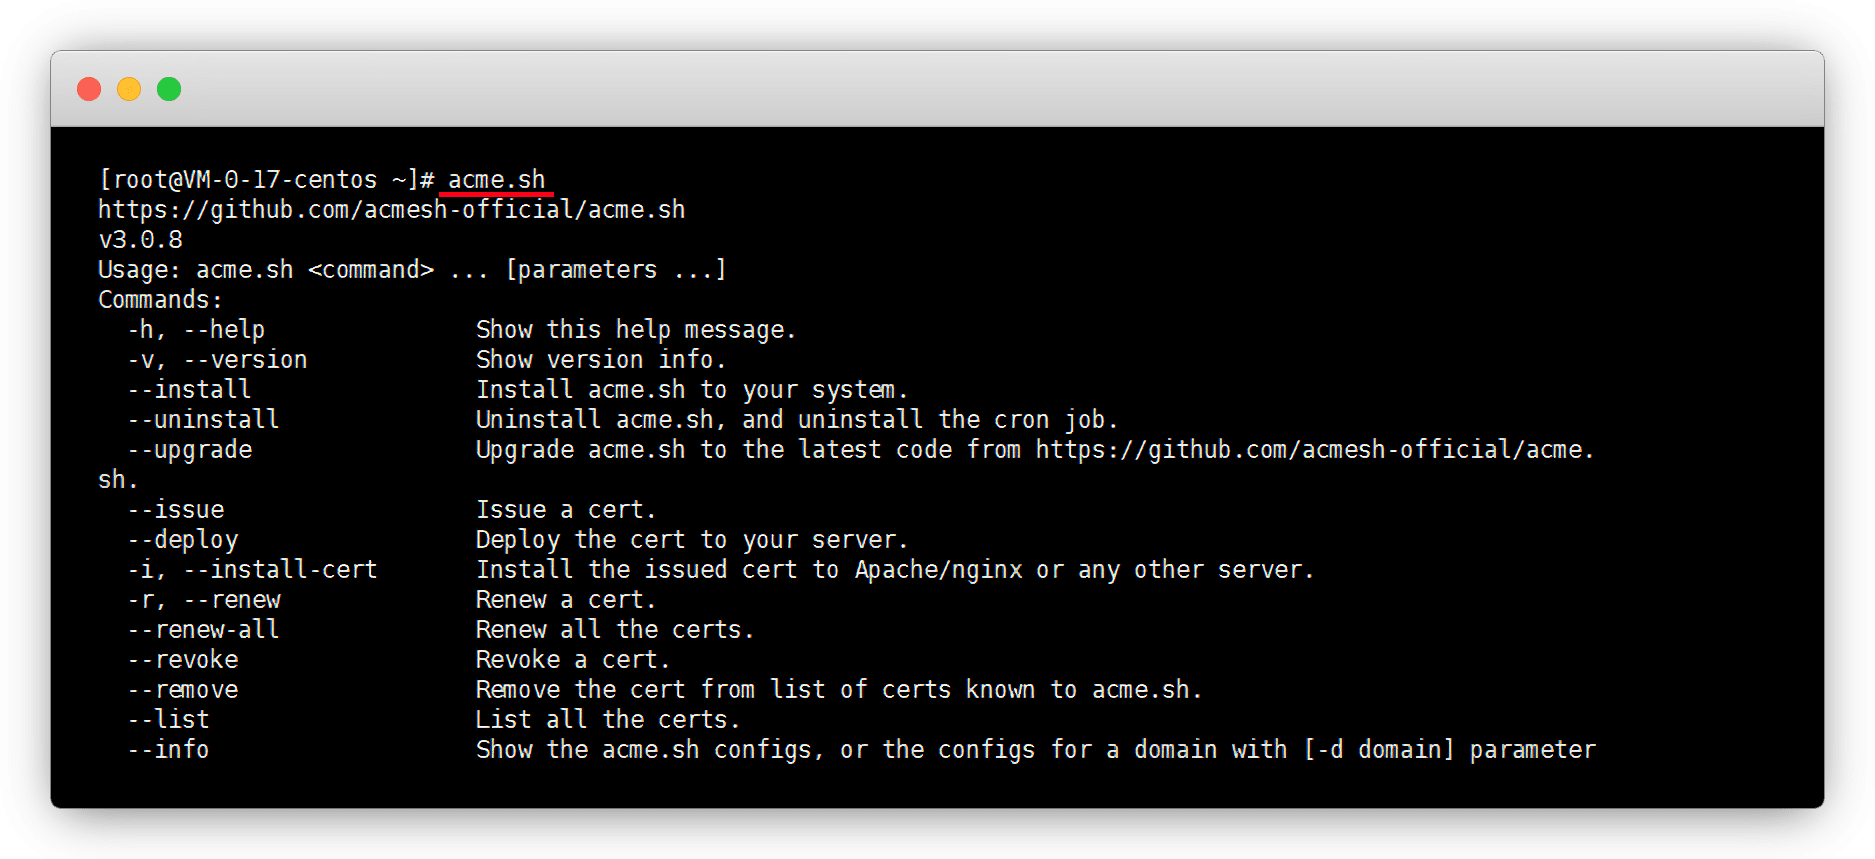 [root@VM-0-17-centos ~]# acme.sh
https://github.com/acmesh-official/acme.sh
v3.0.8
Usage: acme.sh <command> ... [parameters ...]
Commands:
  -h, --help               Show this help message.
  -v, --version            Show version info.
  --install                Install acme.sh to your system.
  --uninstall              Uninstall acme.sh, and uninstall the cron job.
  --upgrade                Upgrade acme.sh to the latest code from https://github.com/acmesh-official/acme.
sh.
  --issue                  Issue a cert.
  --deploy                 Deploy the cert to your server.
  -i, --install-cert       Install the issued cert to Apache/nginx or any other server.
  -r, --renew              Renew a cert.
  --renew-all              Renew all the certs.
  --revoke                 Revoke a cert.
  --remove                 Remove the cert from list of certs known to acme.sh.
  --list                   List all the certs.
  --info                   Show the acme.sh configs, or the configs for a domain with [-d domain] parameter